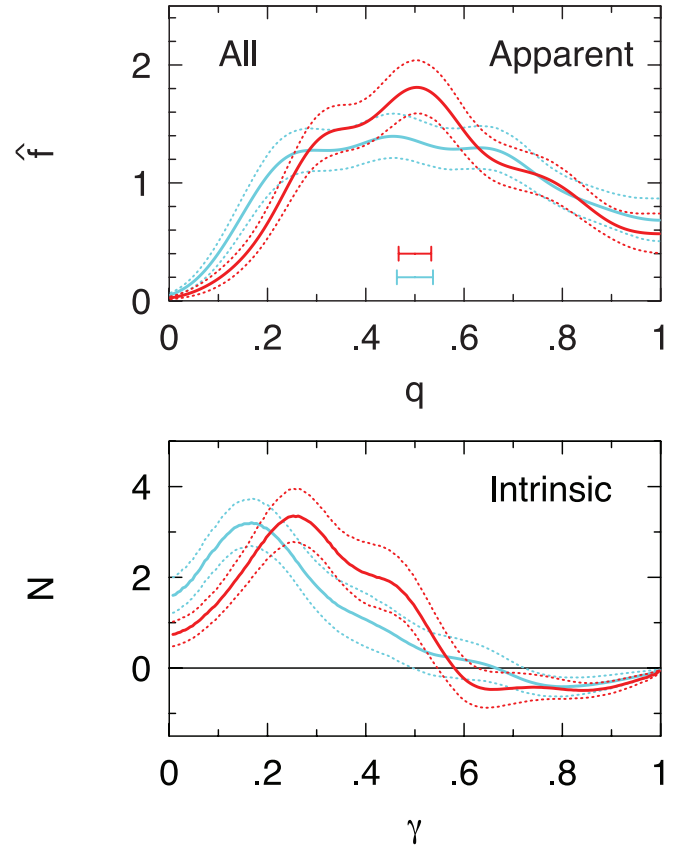 All Apparent
2
1
0
f̂
0 .2 .4 .6 .8 1
q
Intrinsic
4
2
0
N
0 .2 .4 .6 .8 1
γ